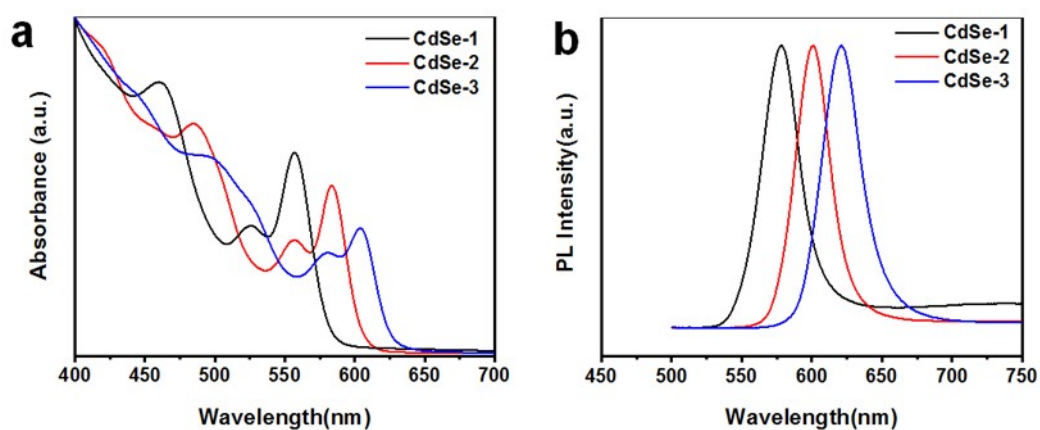 a
CdSe-1
CdSe-2
CdSe-3
Absorbance (a.u.)
400 450 500 550 600 650 700
Wavelength(nm)
b
CdSe-1
CdSe-2
CdSe-3
PL Intensity(a.u.)
450 500 550 600 650 700 750
Wavelength(nm)